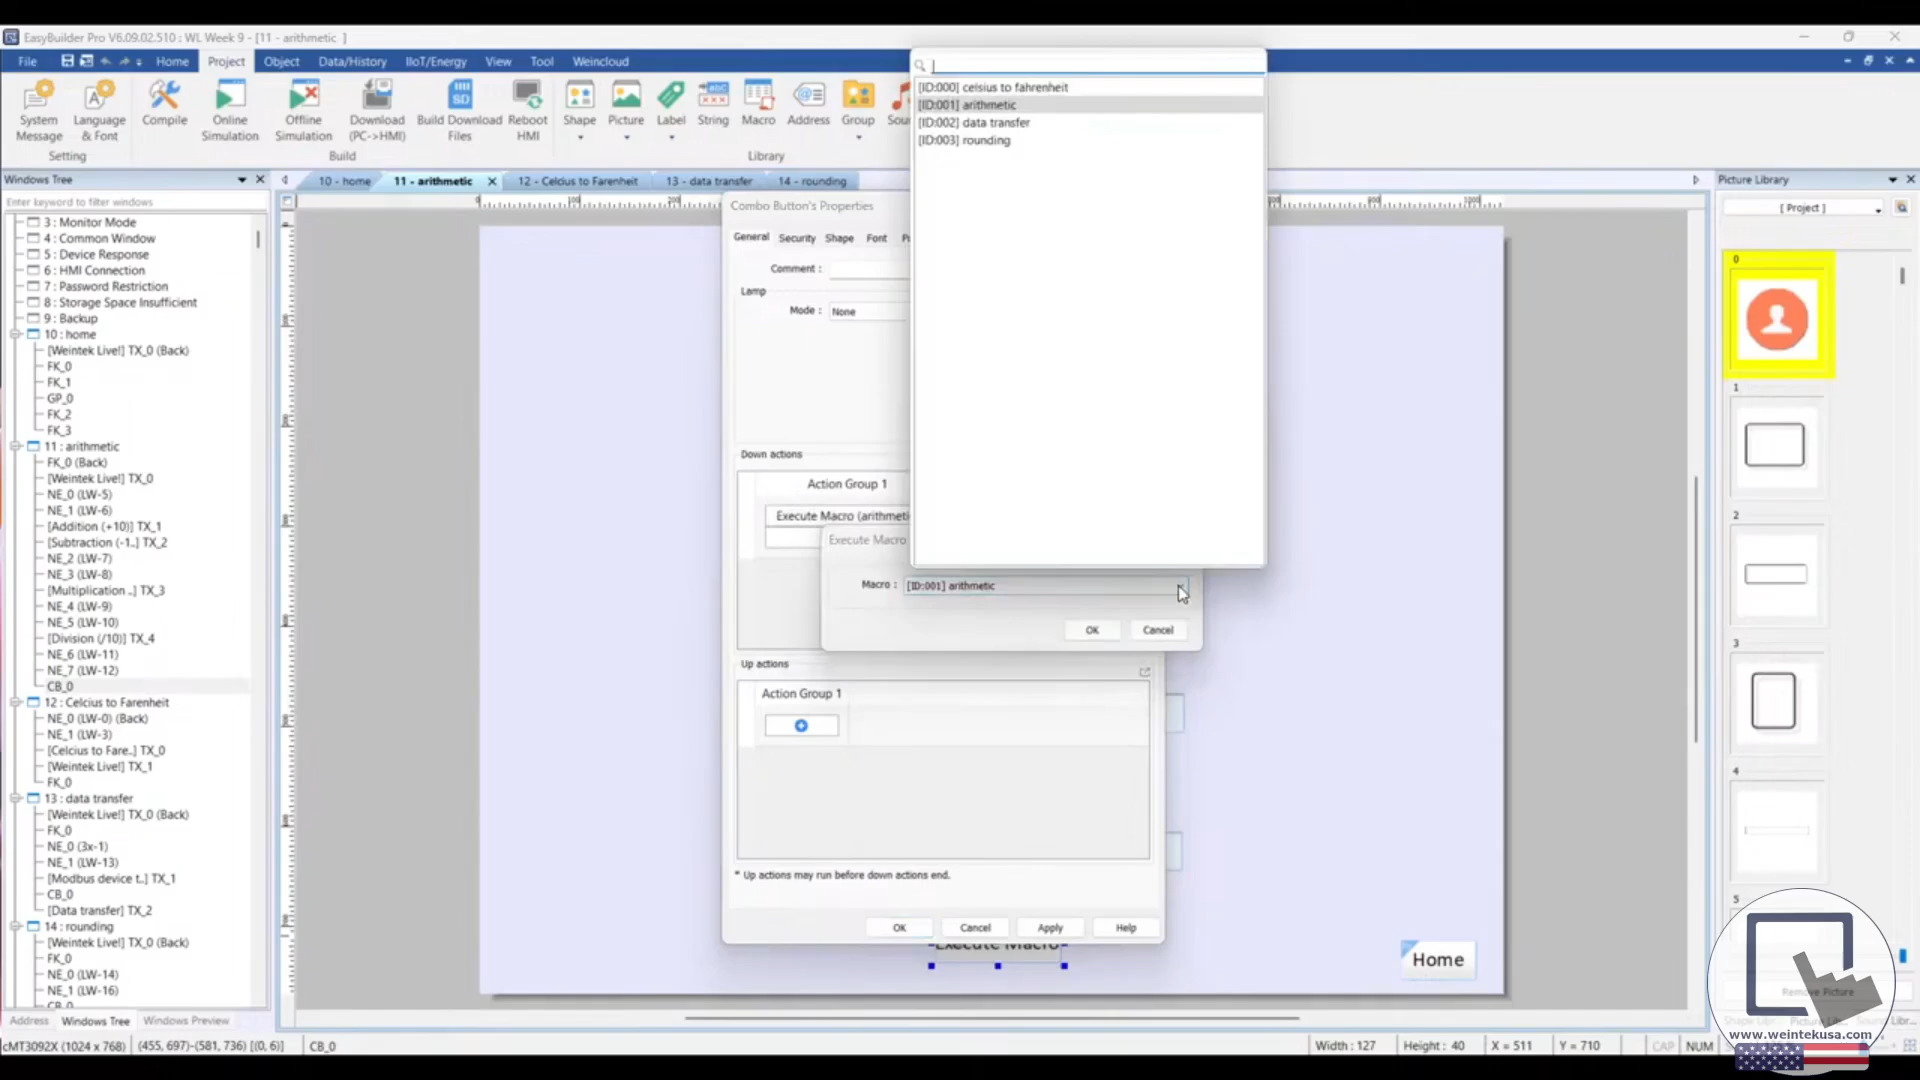 EasyBuilder Pro V6.09.02.510 : WL Week 9 - [11 - arithmetic ]
File Home Project Object Data/History IIoT/Energy View Tool Weincloud
System Message
Language & Font
Compile
Online Simulation
Offline Simulation
Download (PC->HMI)
Build Download Files
Reboot HMI
Shape
Picture
Label
String
Macro
Address
Group
Setting
Build
Library
[ID:000] celsius to fahrenheit
[ID:001] arithmetic
[ID:002] data transfer
[ID:003] rounding
Windows Tree
10 - home
11 - arithmetic
12 - Celcius to Farenheit
13 - data transfer
14 - rounding
Picture Library
Enter keyword to filter windows
[ Project ]
3 : Monitor Mode
4 : Common Window
5 : Device Response
6 : HMI Connection
7 : Password Restriction
8 : Storage Space Insufficient
9 : Backup
10 : home
[Weintek Live!] TX_0 (Back)
FK_0
FK_1
GP_0
FK_2
FK_3
11 : arithmetic
FK_0 (Back)
[Weintek Live!] TX_0
NE_0 (LW-5)
NE_1 (LW-6)
[Addition (+10)] TX_1
[Subtraction (-1..) TX_2
NE_2 (LW-7)
NE_3 (LW-8)
[Multiplication ..] TX_3
NE_4 (LW-9)
NE_5 (LW-10)
[Division (/10)] TX_4
NE_6 (LW-11)
NE_7 (LW-12)
CB_0
12 : Celcius to Farenheit
NE_0 (LW-0) (Back)
NE_1 (LW-3)
[Celcius to Fare..] TX_0
[Weintek Live!] TX_1
FK_0
13 : data transfer
[Weintek Live!] TX_0 (Back)
FK_0
NE_0 (3x-1)
NE_1 (LW-13)
[Modbus device t..] TX_1
CB_0
[Data transfer] TX_2
14 : rounding
[Weintek Live!] TX_0 (Back)
FK_0
NE_0 (LW-14)
NE_1 (LW-16)
CB_0
Address Windows Tree Windows Preview
Combo Button's Properties
General Security Shape Font
Comment :
Lamp
Mode : None
Down actions
Action Group 1
Execute Macro (arithmeti
Execute Macro
Macro : [ID:001] arithmetic
OK Cancel
Up actions
Action Group 1
* Up actions may run before down actions end.
OK Cancel Apply Help
Execute Macro
Home
0
1
2
3
4
5
Remove Picture
www.weintekusa.com
cMT3092X (1024 x 768) (455, 697)~(581, 736) [(0, 6)] CB_0 Width : 127 Height : 40 X = 511 Y = 710 CAP NUM